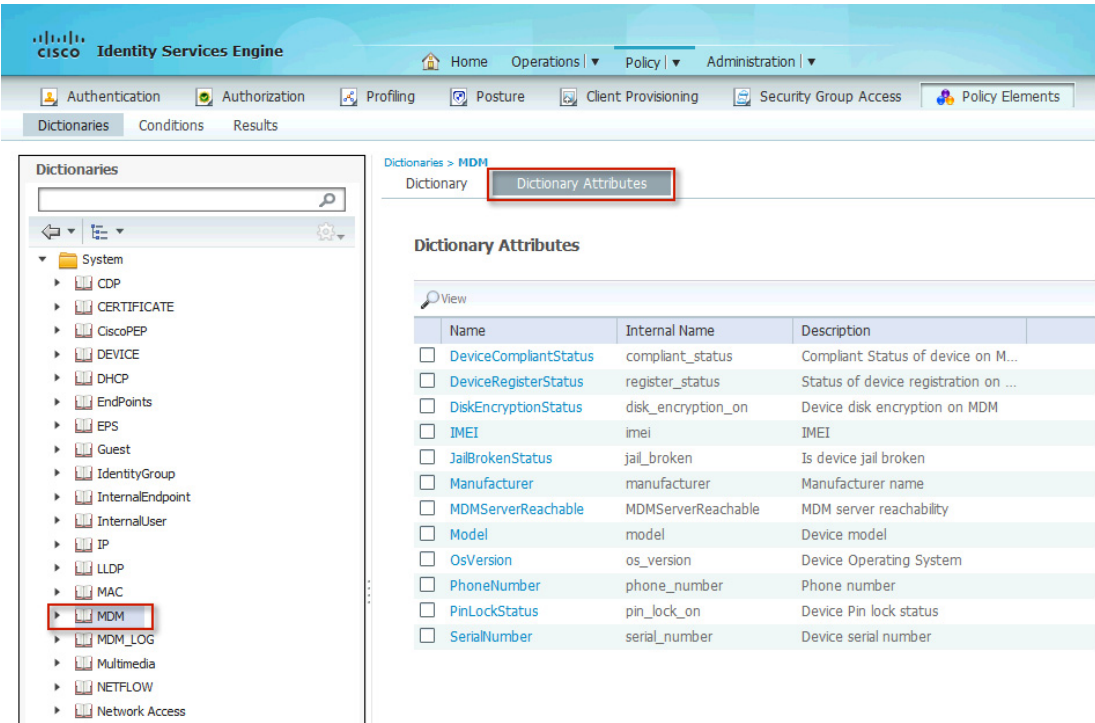 CISCO Identity Services Engine
Home Operations | ▼ Policy | ▼ Administration | ▼
Authentication Authorization Profiling Posture Client Provisioning Security Group Access Policy Elements
Dictionaries Conditions Results
Dictionaries
System
CDP
CERTIFICATE
CiscoPEP
DEVICE
DHCP
EndPoints
EPS
Guest
IdentityGroup
InternalEndpoint
InternalUser
IP
LLDP
MAC
MDM
MDM_LOG
Multimedia
NETFLOW
Network Access
Dictionaries > MDM
Dictionary Dictionary Attributes
Dictionary Attributes
View
Name Internal Name Description
DeviceCompliantStatus compliant_status Compliant Status of device on M...
DeviceRegisterStatus register_status Status of device registration on ...
DiskEncryptionStatus disk_encryption_on Device disk encryption on MDM
IMEI imei IMEI
JailBrokenStatus jail_broken Is device jail broken
Manufacturer manufacturer Manufacturer name
MDMServerReachable MDMServerReachable MDM server reachability
Model model Device model
OsVersion os_version Device Operating System
PhoneNumber phone_number Phone number
PinLockStatus pin_lock_on Device Pin lock status
SerialNumber serial_number Device serial number